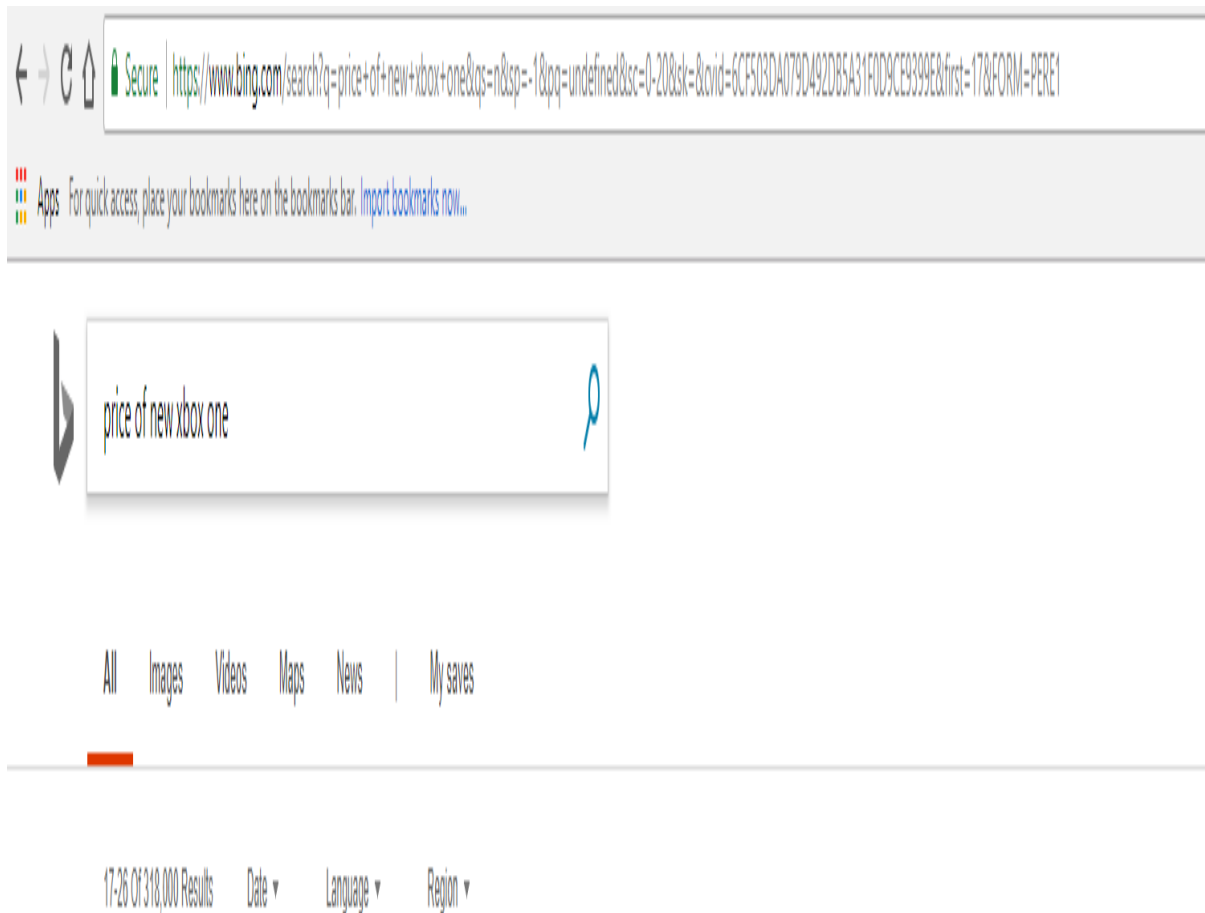 Secure https://www.bing.com/search?q=price+of+new+xbox+one&qs=n&sp=-1&pq=undefined&sc=0-20&sk=&cvid=6CF503DA079D492DB5A31F0D9CE9399E&first=17&FORM=PERE1
Apps For quick access, place your bookmarks here on the bookmarks bar. Import bookmarks now...
price of new xbox one
All Images Videos Maps News | My saves
17-26 Of 318,000 Results Date Language Region